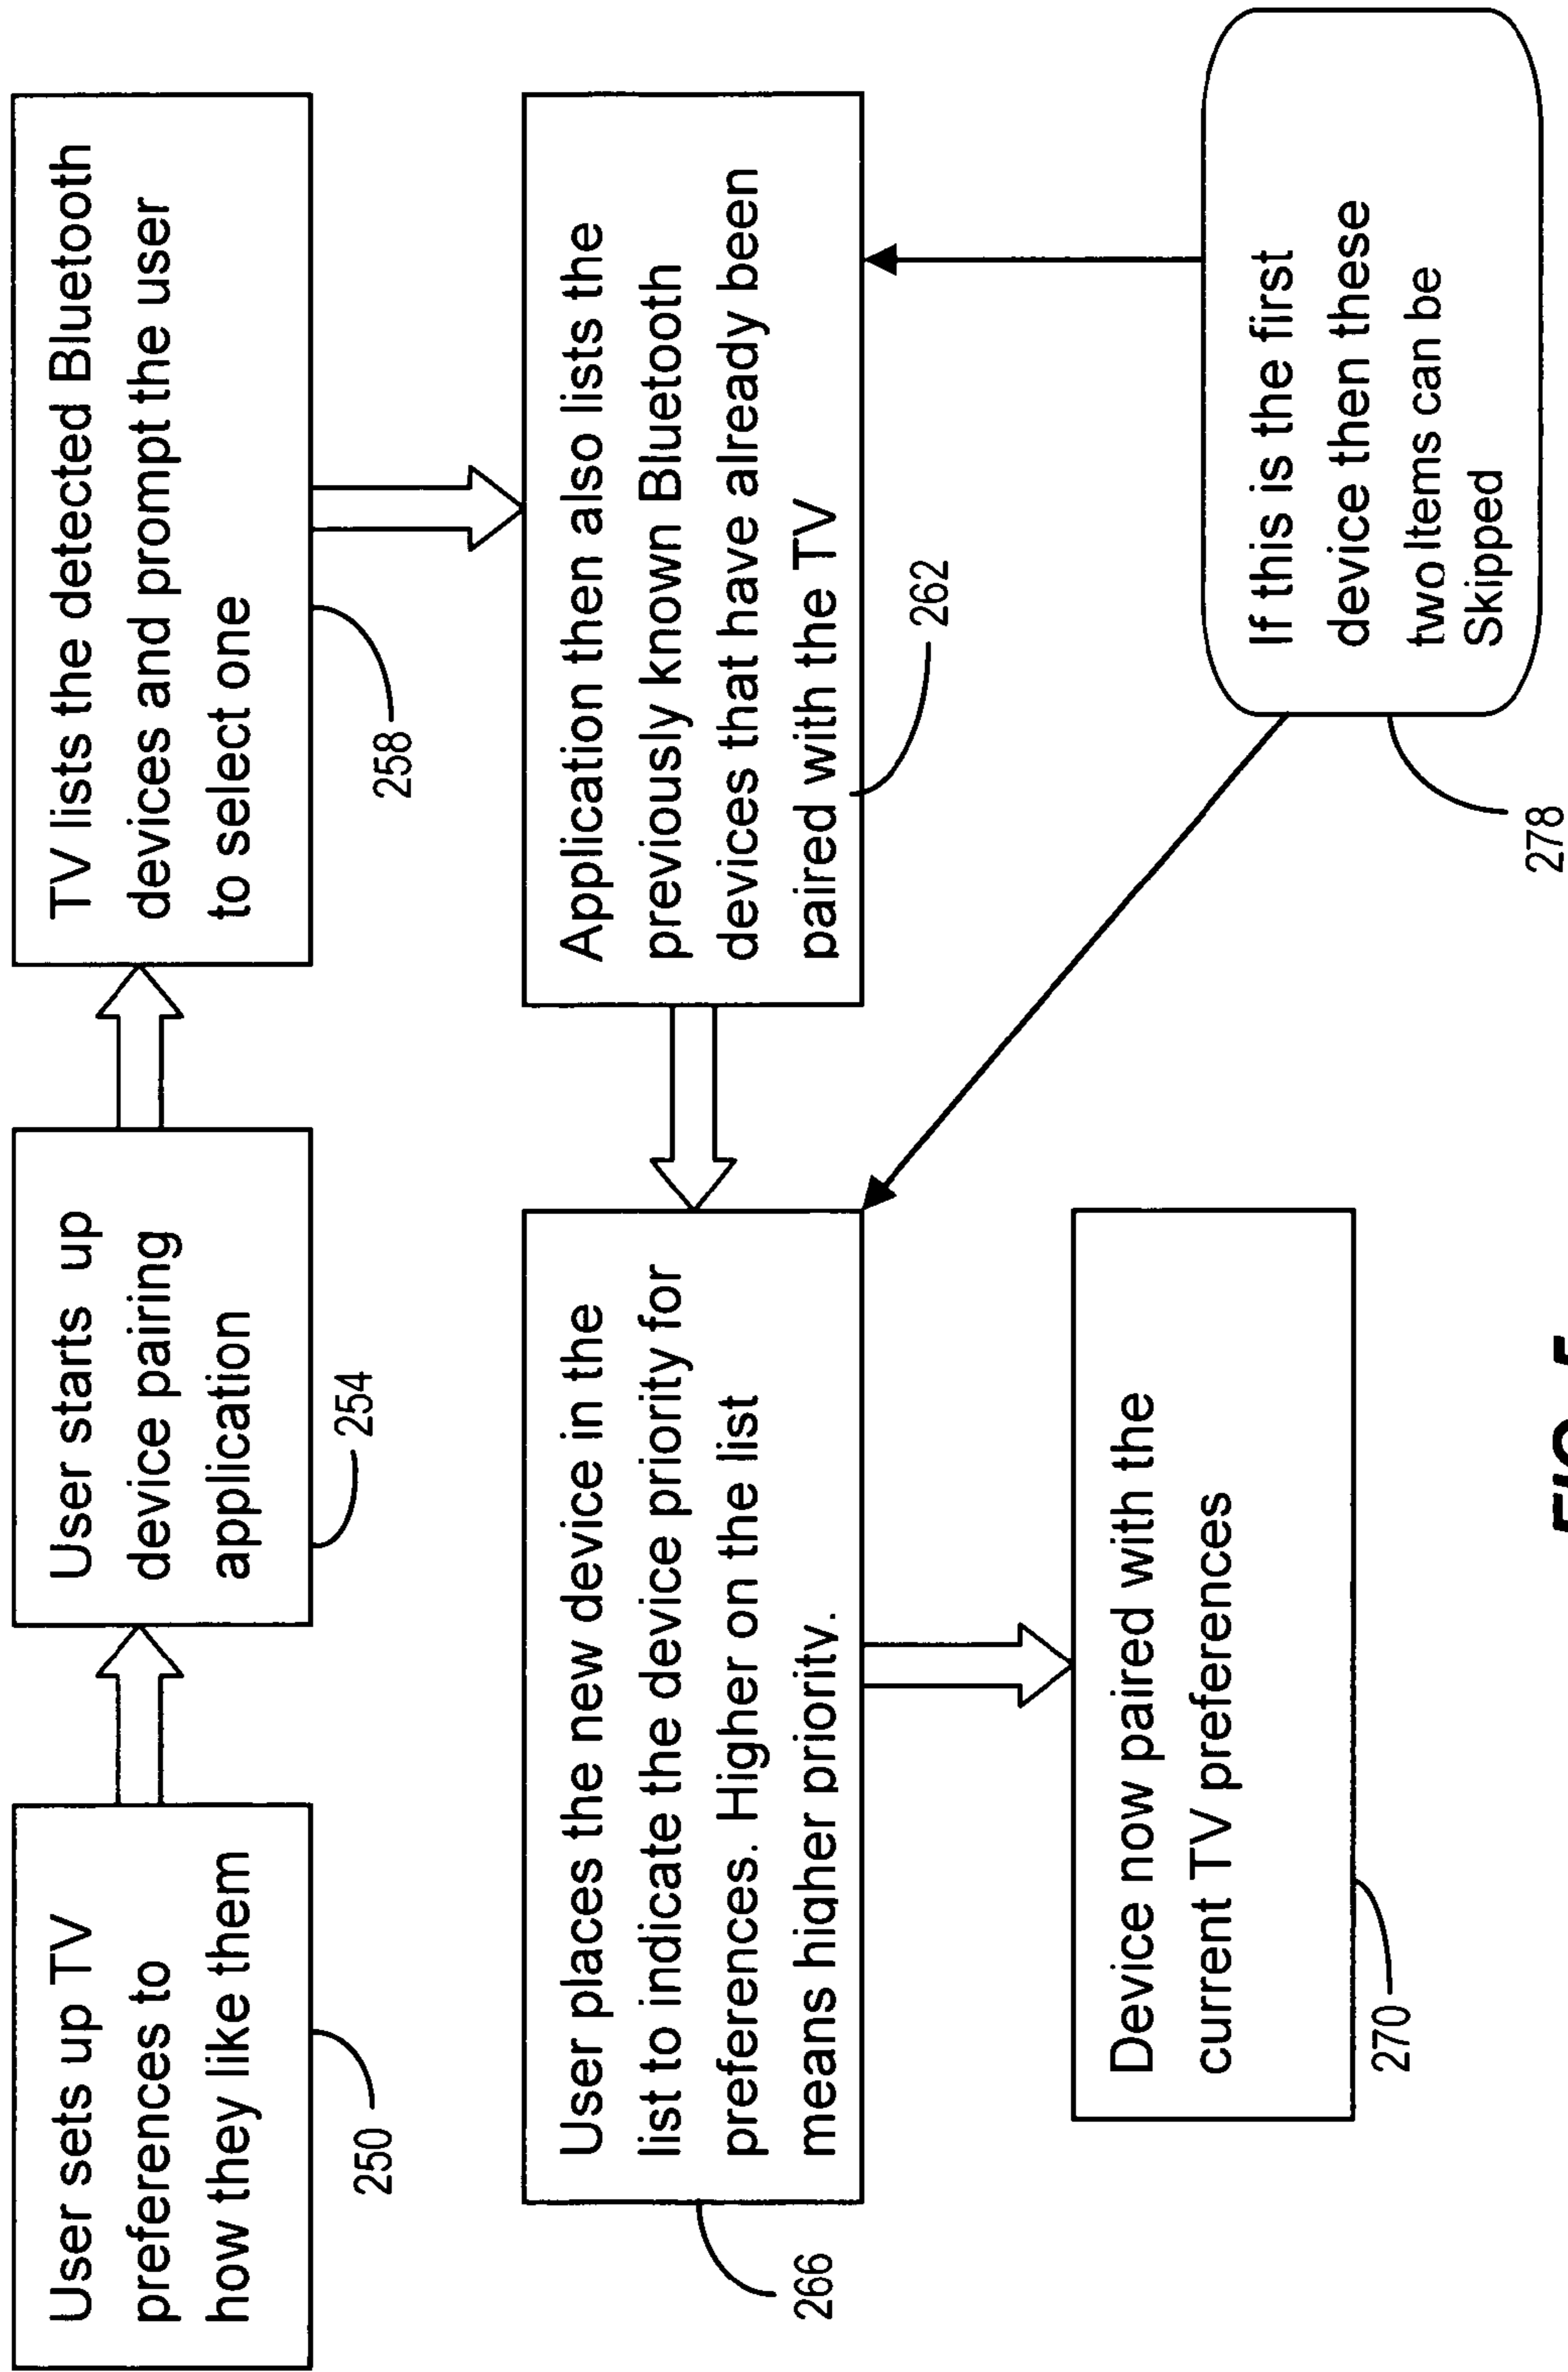 User sets up TV
preferences to
how they like them
250
User starts up
device pairing
application
254
TV lists the detected Bluetooth
devices and prompt the user
to select one
258
Application then also lists the
previously known Bluetooth
devices that have already been
paired with the TV
262
User places the new device in the
list to indicate the device priority for
preferences. Higher on the list
means higher priority.
266
Device now paired with the
current TV preferences
270
If this is the first
device then these
two Items can be
Skipped
278